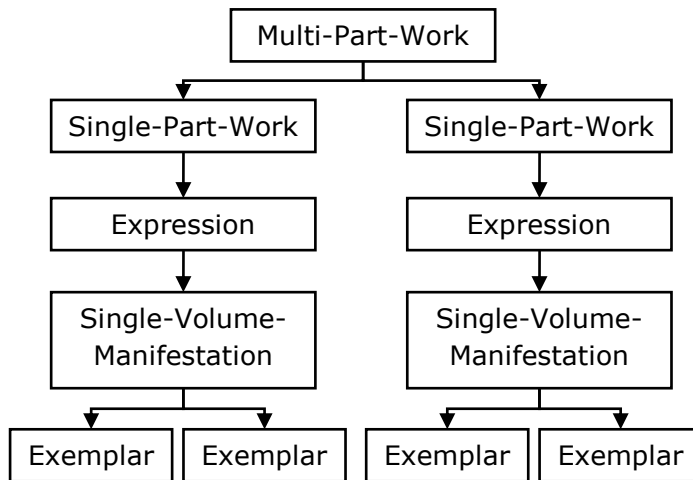 Multi-Part-Work
Single-Part-Work
Single-Part-Work
Expression
Expression
Single-Volume-
Manifestation
Single-Volume-
Manifestation
Exemplar
Exemplar
Exemplar
Exemplar